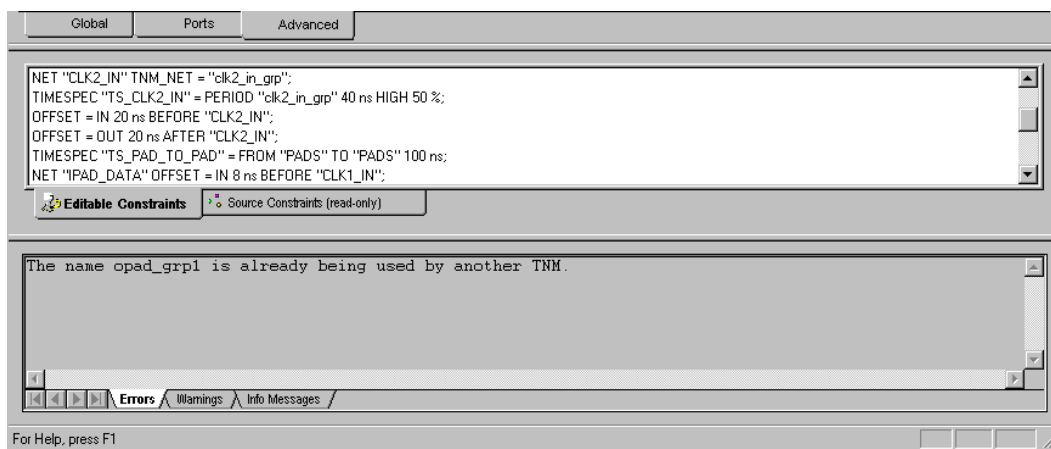 Global Ports Advanced
NET "CLK2_IN" TNM_NET = "clk2_in_grp";
TIMESPEC "TS_CLK2_IN" = PERIOD "clk2_in_grp" 40 ns HIGH 50 %;
OFFSET = IN 20 ns BEFORE "CLK2_IN";
OFFSET = OUT 20 ns AFTER "CLK2_IN";
TIMESPEC "TS_PAD_TO_PAD" = FROM "PADS" TO "PADS" 100 ns;
NET "IPAD_DATA" OFFSET = IN 8 ns BEFORE "CLK1_IN";
Editable Constraints Source Constraints (read-only)
The name opad_grp1 is already being used by another TNM.
Errors Warnings Info Messages
For Help, press F1